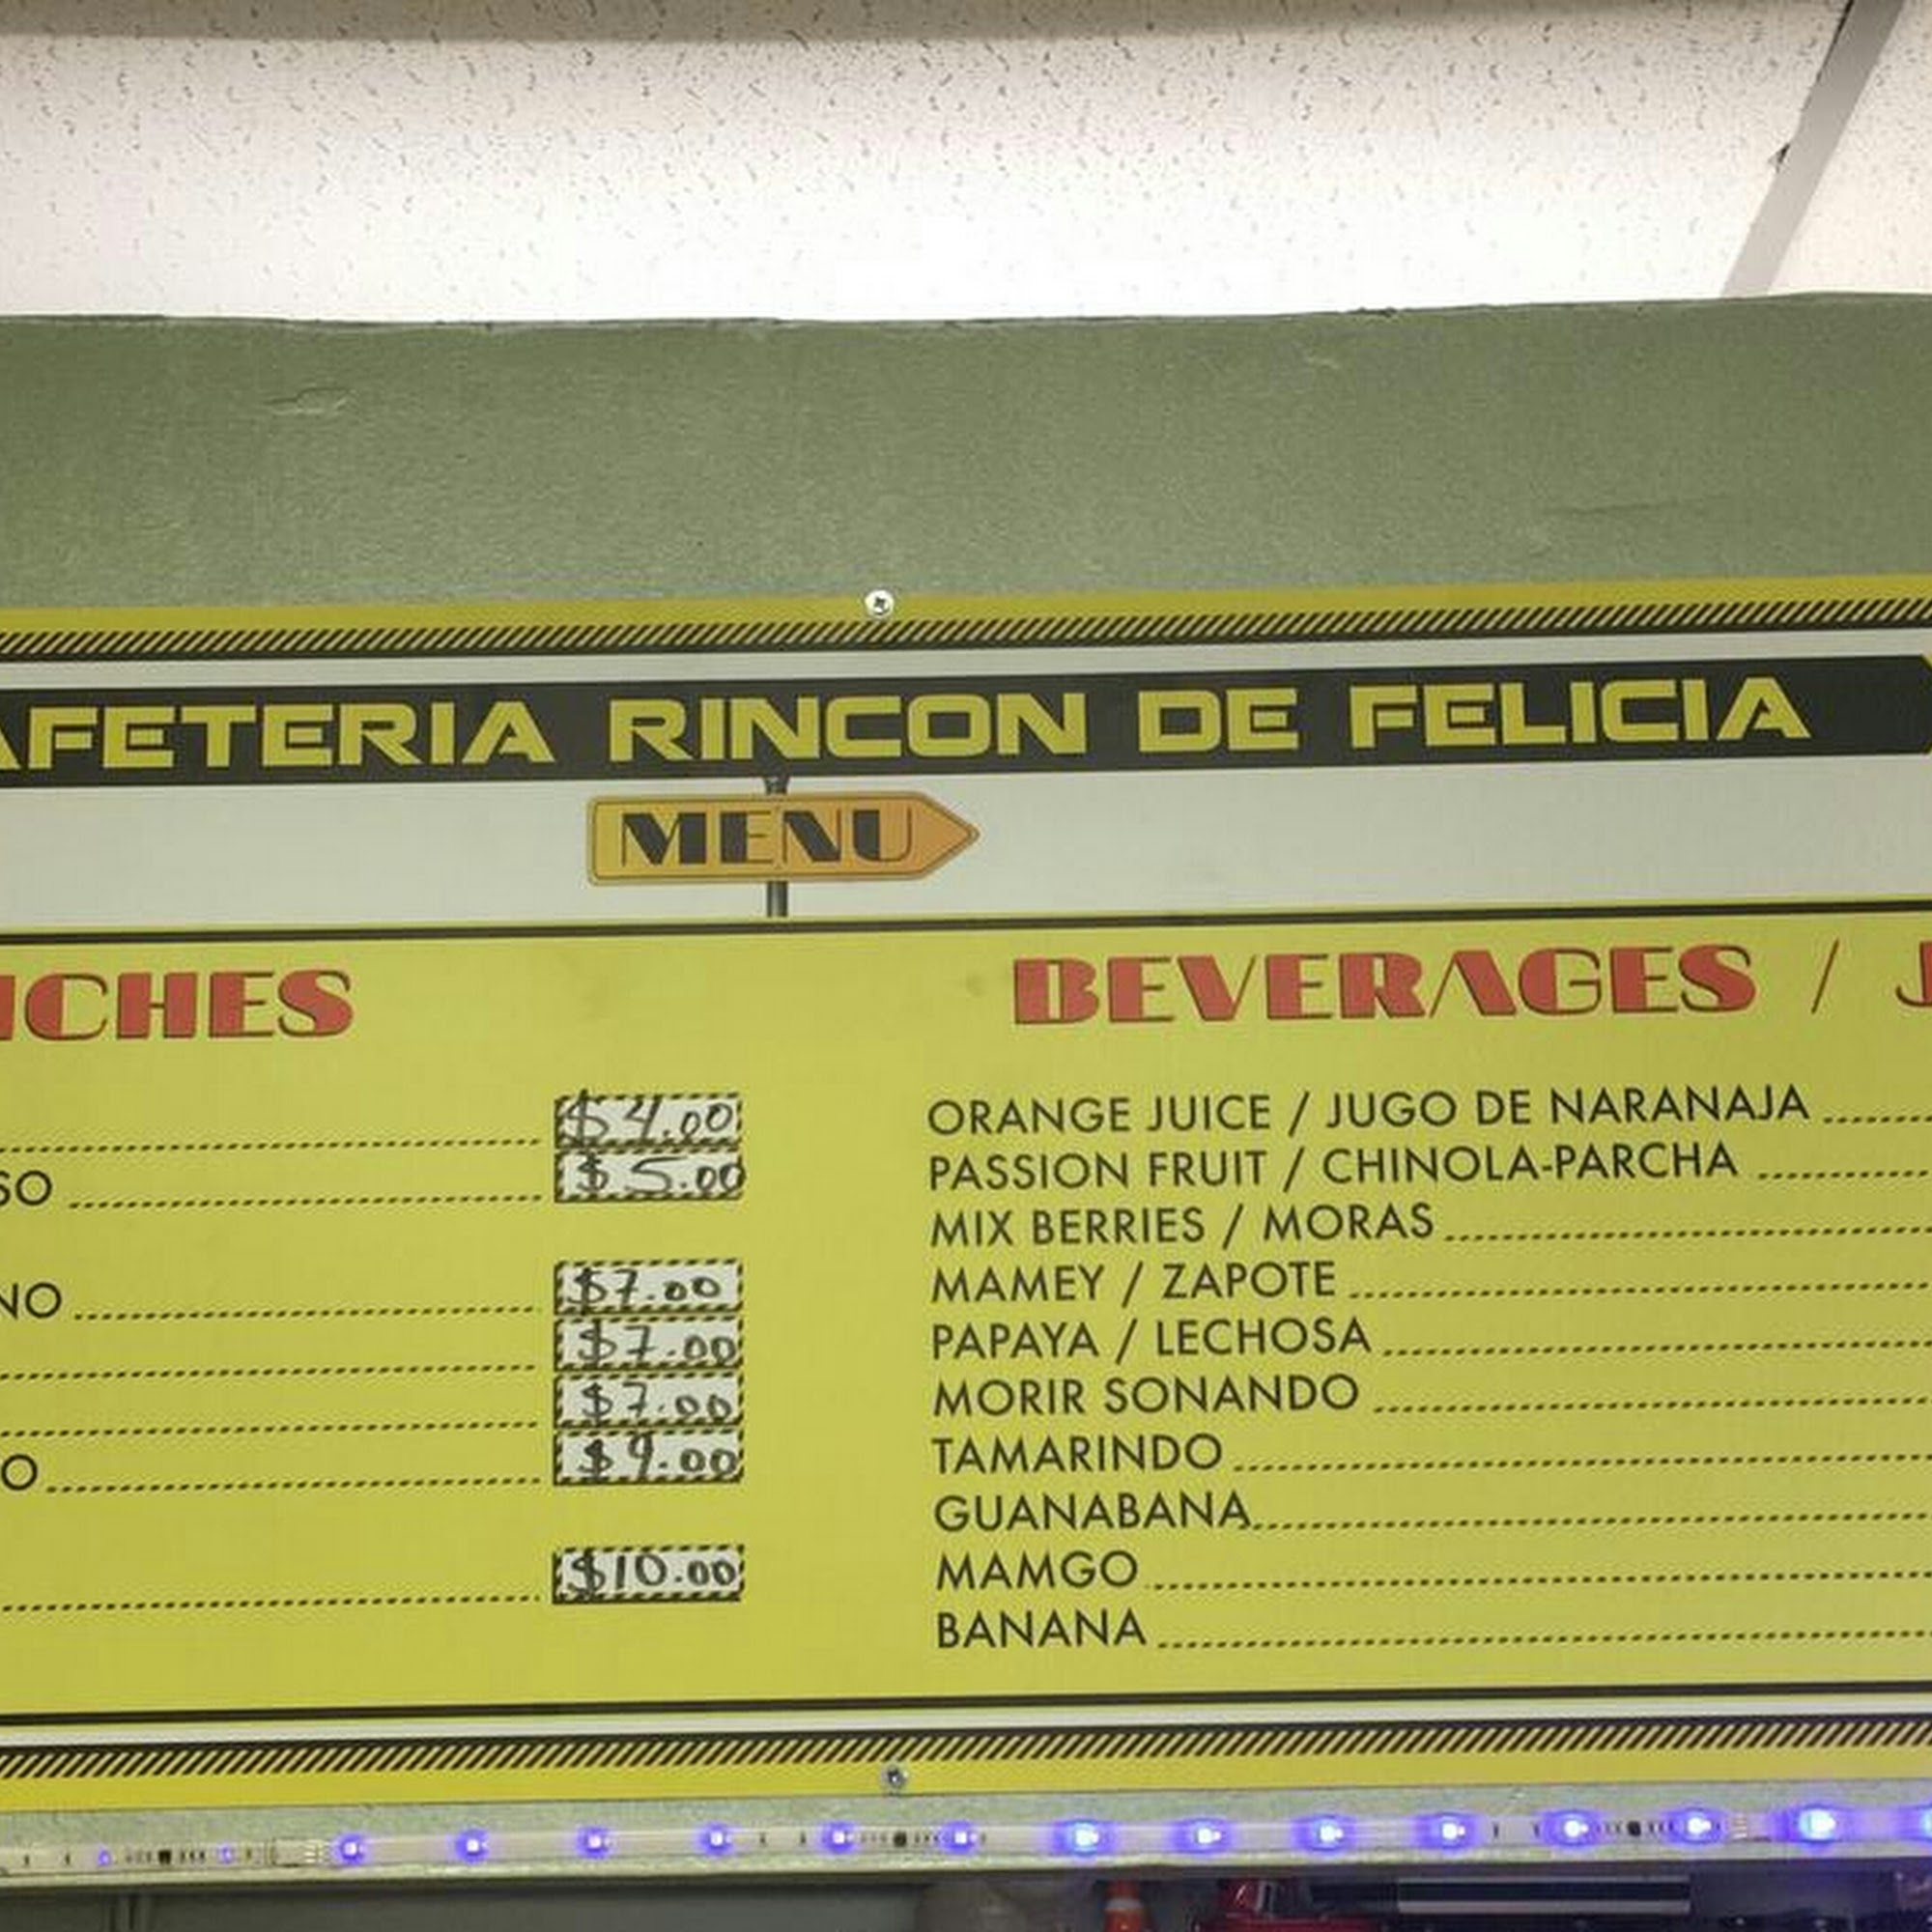 AFETERIA RINCON DE FELICIA
MENU
ICHES
$4.00
SO $5.00
NO $7.00
$7.00
$7.00
O $9.00
$10.00
BEVERAGES / J
ORANGE JUICE / JUGO DE NARANAJA
PASSION FRUIT / CHINOLA-PARCHA
MIX BERRIES / MORAS
MAMEY / ZAPOTE
PAPAYA / LECHOSA
MORIR SONANDO
TAMARINDO
GUANABANA
MAMGO
BANANA